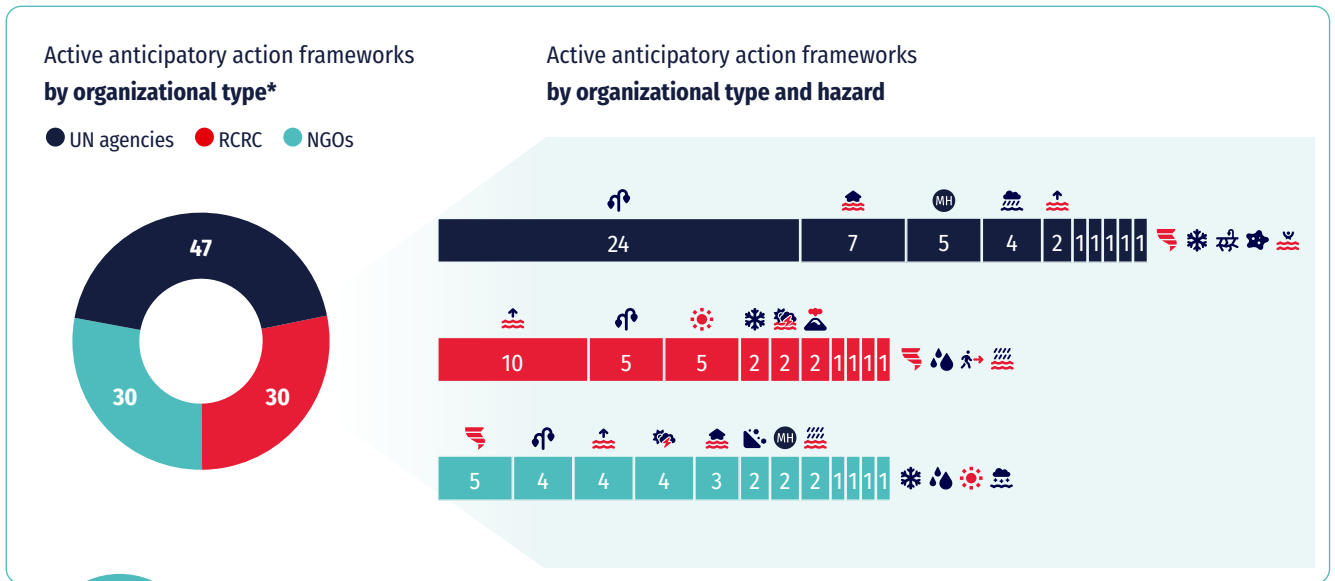 Active anticipatory action frameworks
by organizational type*
UN agencies RCRC NGOs
47
30
30
Active anticipatory action frameworks
by organizational type and hazard
MH
24 7 5 4 2 1 1 1 1 1
10 5 5 2 2 2 1 1 1 1
MH
5 4 4 4 3 2 2 2 1 1 1 1